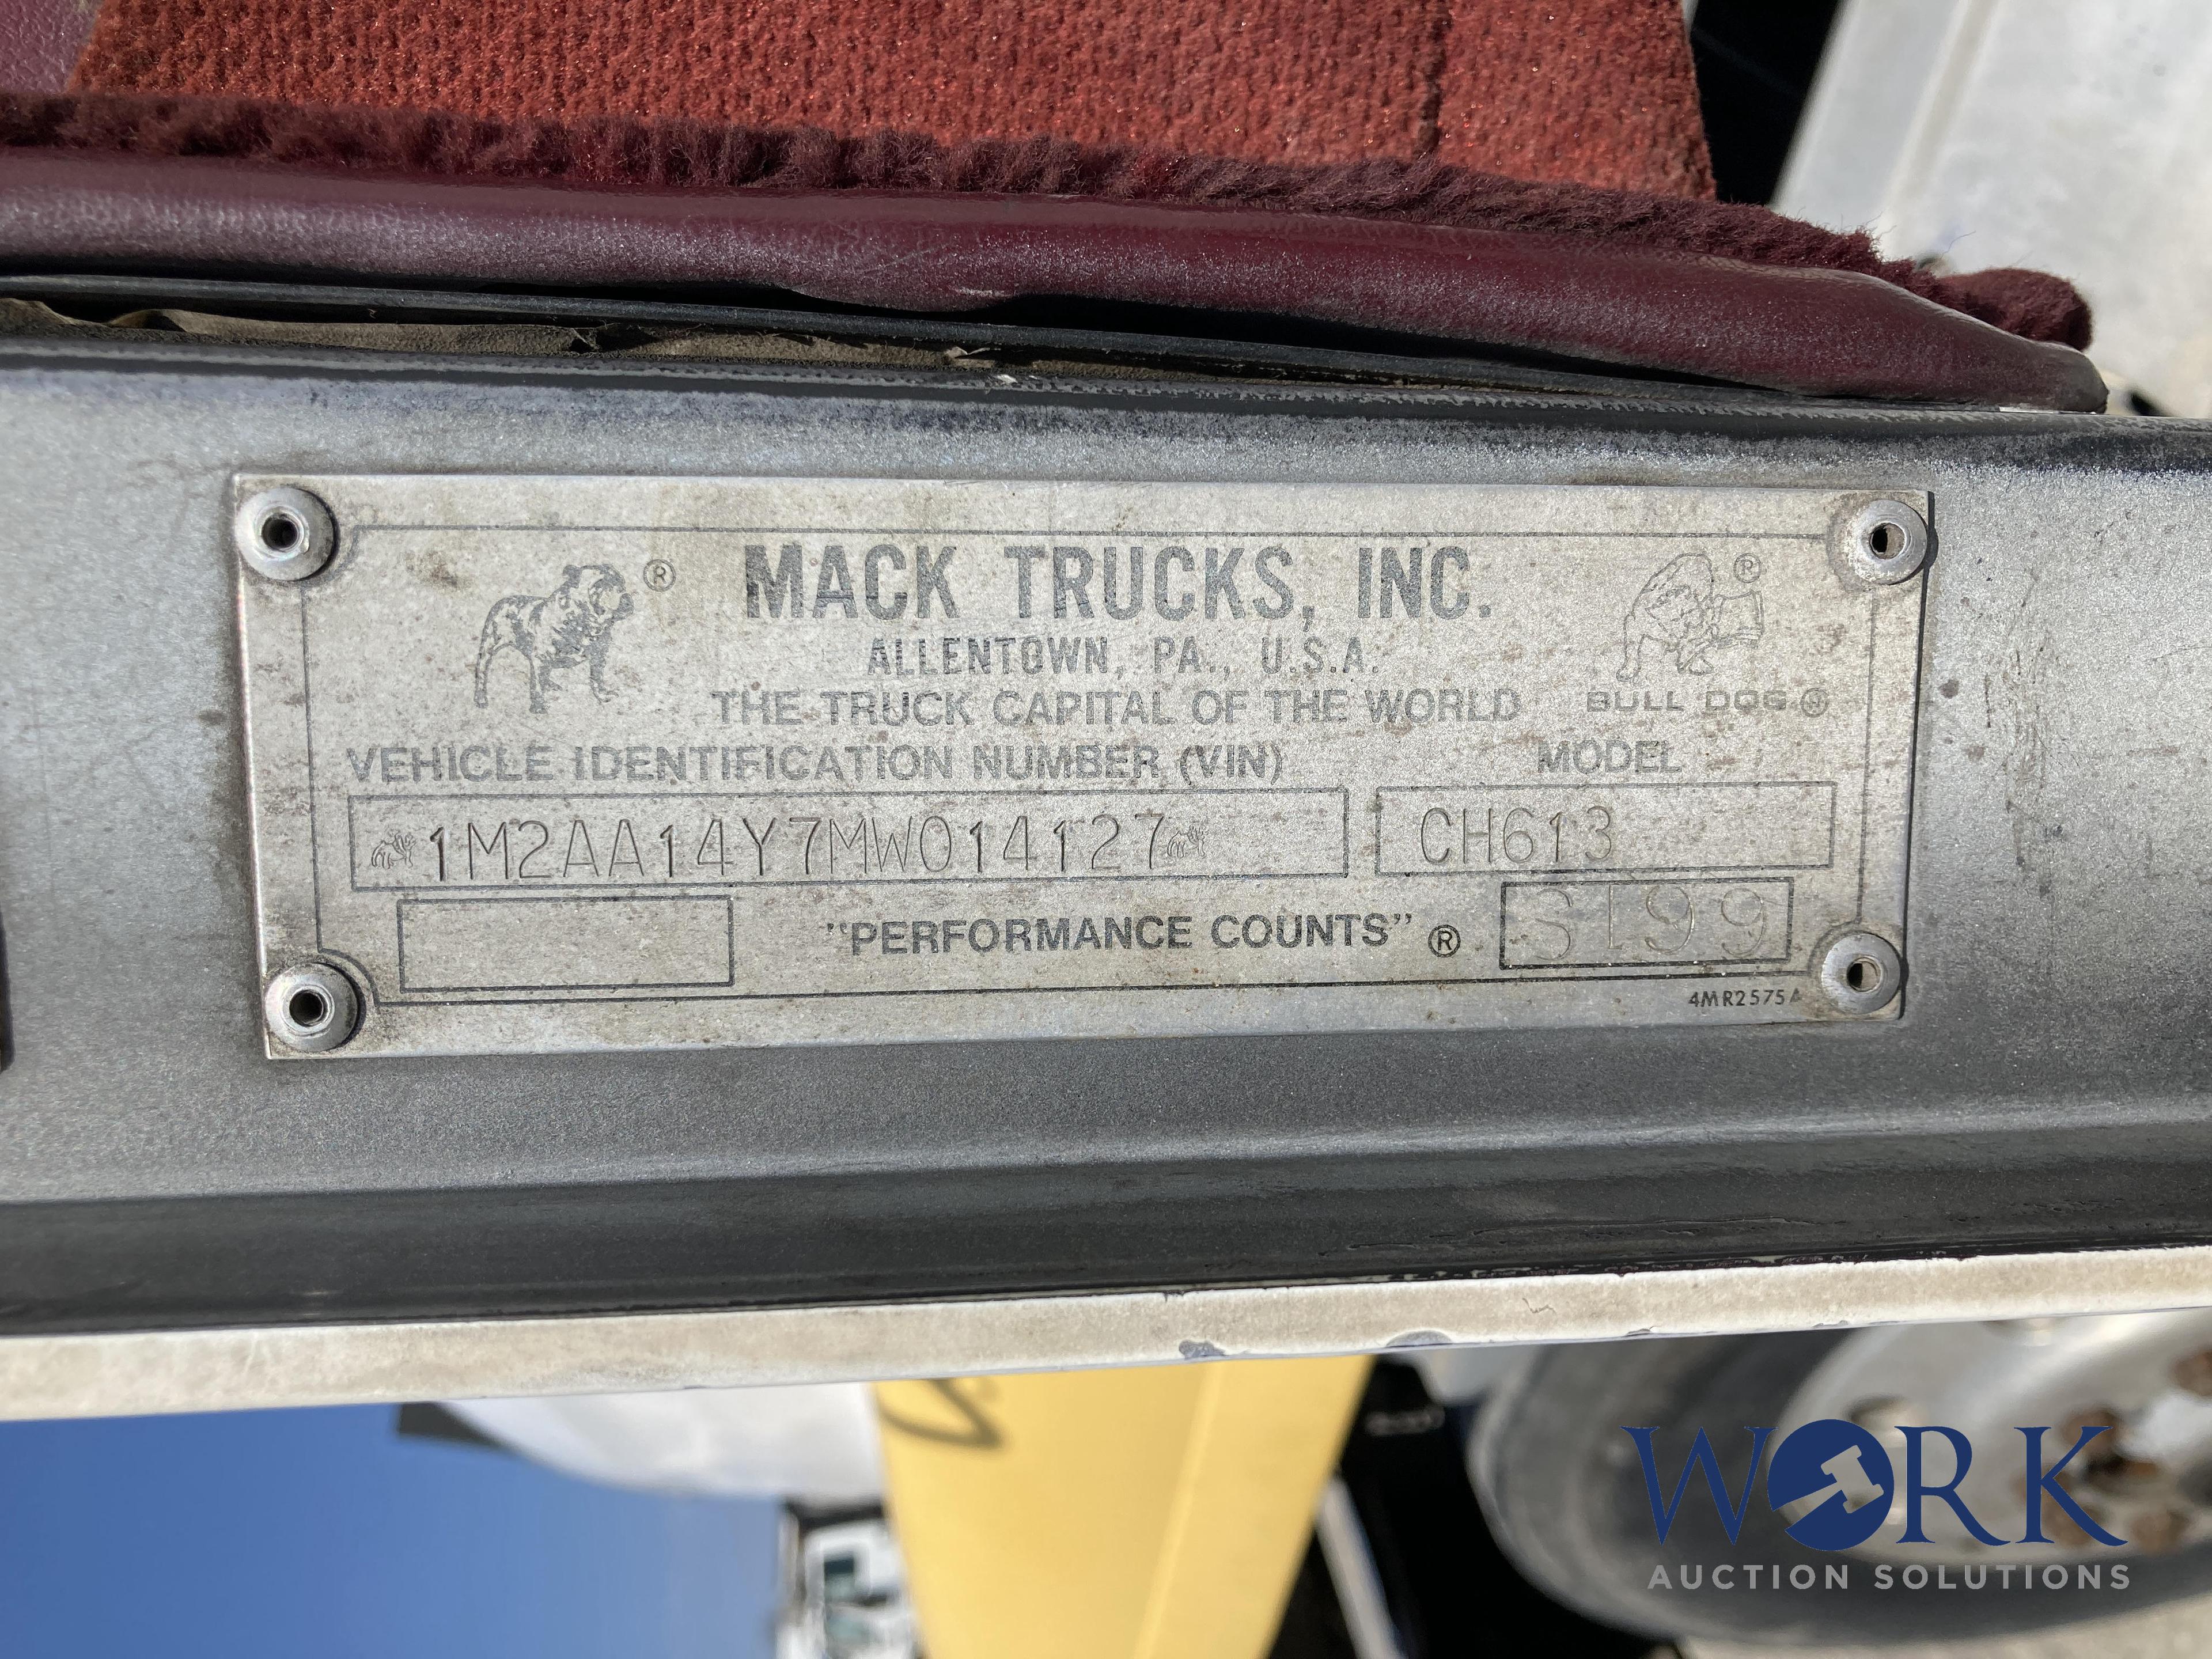 ® MACK TRUCKS, INC. ®
ALLENTOWN, PA., U.S.A.
THE TRUCK CAPITAL OF THE WORLD BULL DOG ®
VEHICLE IDENTIFICATION NUMBER (VIN) MODEL
1M2AA14Y7MW014127 CH613
"PERFORMANCE COUNTS" ® S199
4MR2575A
WORK
AUCTION SOLUTIONS